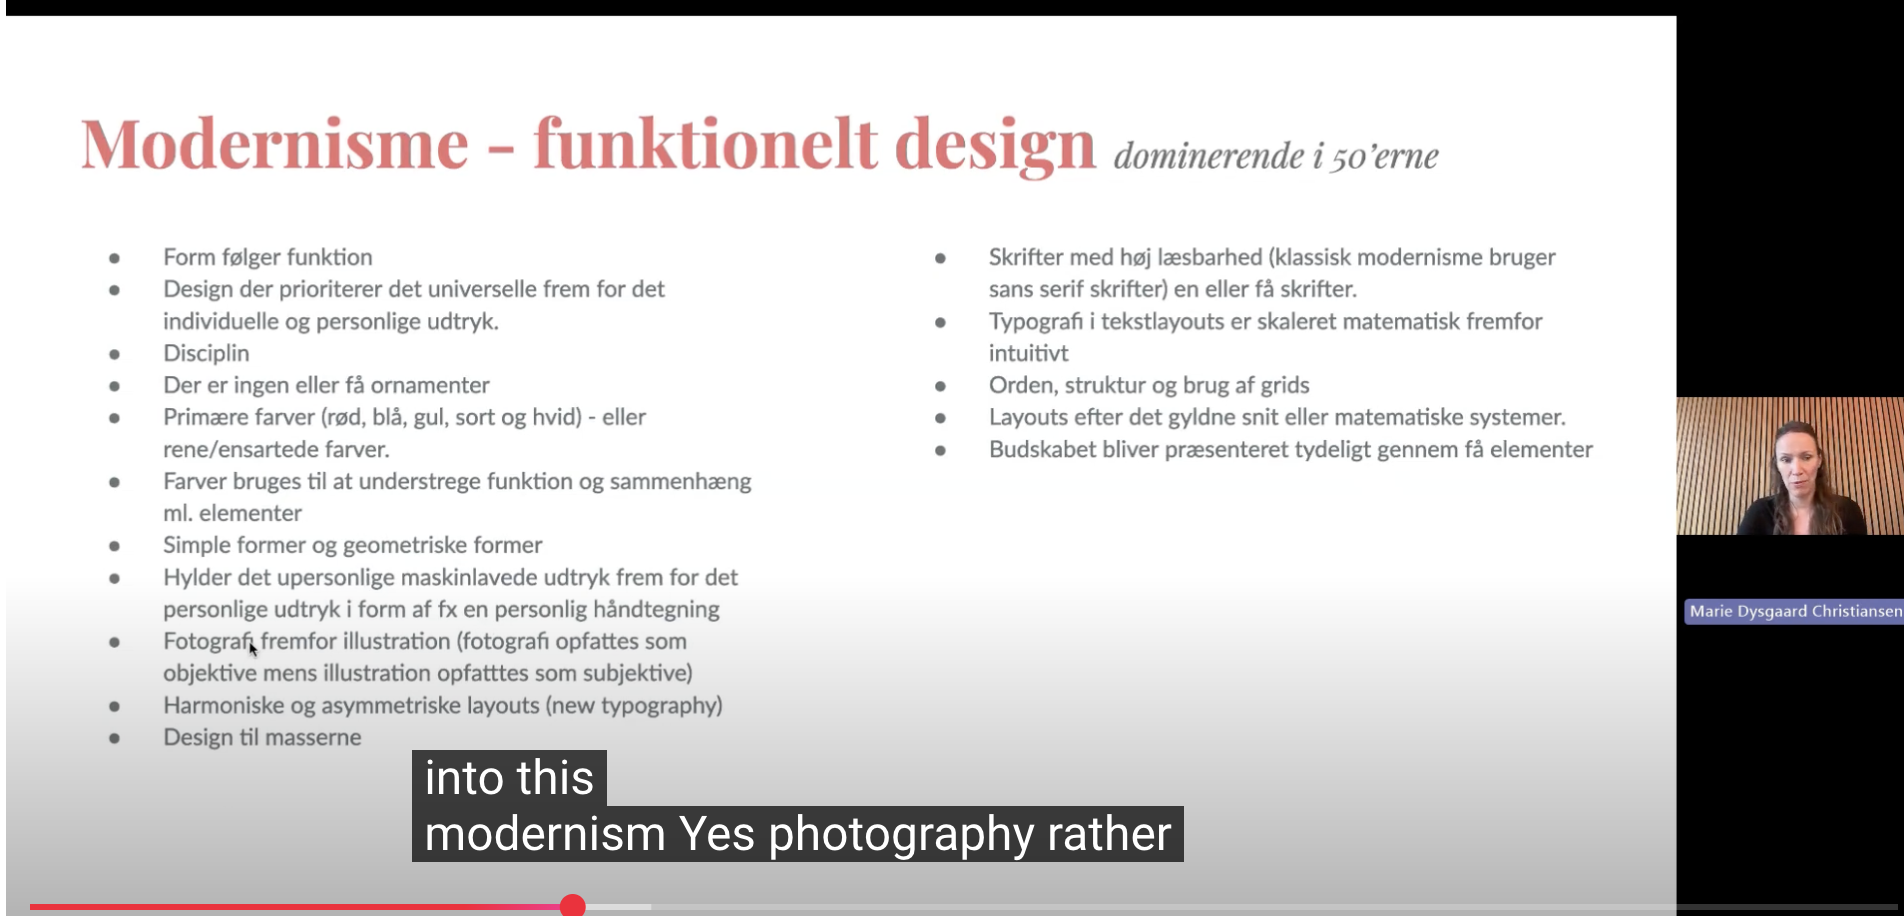 Modernisme - funktionelt design dominerende i 50'erne
● Form følger funktion
● Design der prioriterer det universelle frem for det
individuelle og personlige udtryk.
● Disciplin
● Der er ingen eller få ornamenter
● Primære farver (rød, blå, gul, sort og hvid) - eller
rene/ensartede farver.
● Farver bruges til at understrege funktion og sammenhæng
ml. elementer
● Simple former og geometriske former
● Hylder det upersonlige maskinlavede udtryk frem for det
personlige udtryk i form af fx en personlig håndtegning
● Fotografi fremfor illustration (fotografi opfattes som
objektive mens illustration opfatttes som subjektive)
● Harmoniske og asymmetriske layouts (new typography)
● Design til masserne
● Skrifter med høj læsbarhed (klassisk modernisme bruger
sans serif skrifter) en eller få skrifter.
● Typografi i tekstlayouts er skaleret matematisk fremfor
intuitivt
● Orden, struktur og brug af grids
● Layouts efter det gyldne snit eller matematiske systemer.
● Budskabet bliver præsenteret tydeligt gennem få elementer
Marie Dysgaard Christiansen
into this
modernism Yes photography rather